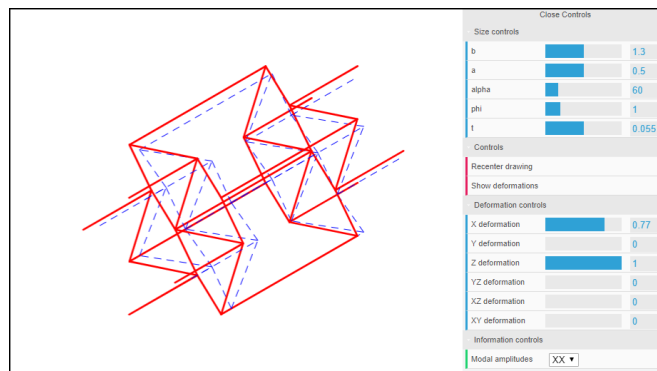 Close Controls
Size controls
b 1.3
a 0.5
alpha 60
phi 1
t 0.055
Controls
Recenter drawing
Show deformations
Deformation controls
X deformation 0.77
Y deformation 0
Z deformation 1
YZ deformation 0
XZ deformation 0
XY deformation 0
Information controls
Modal amplitudes XX ▼